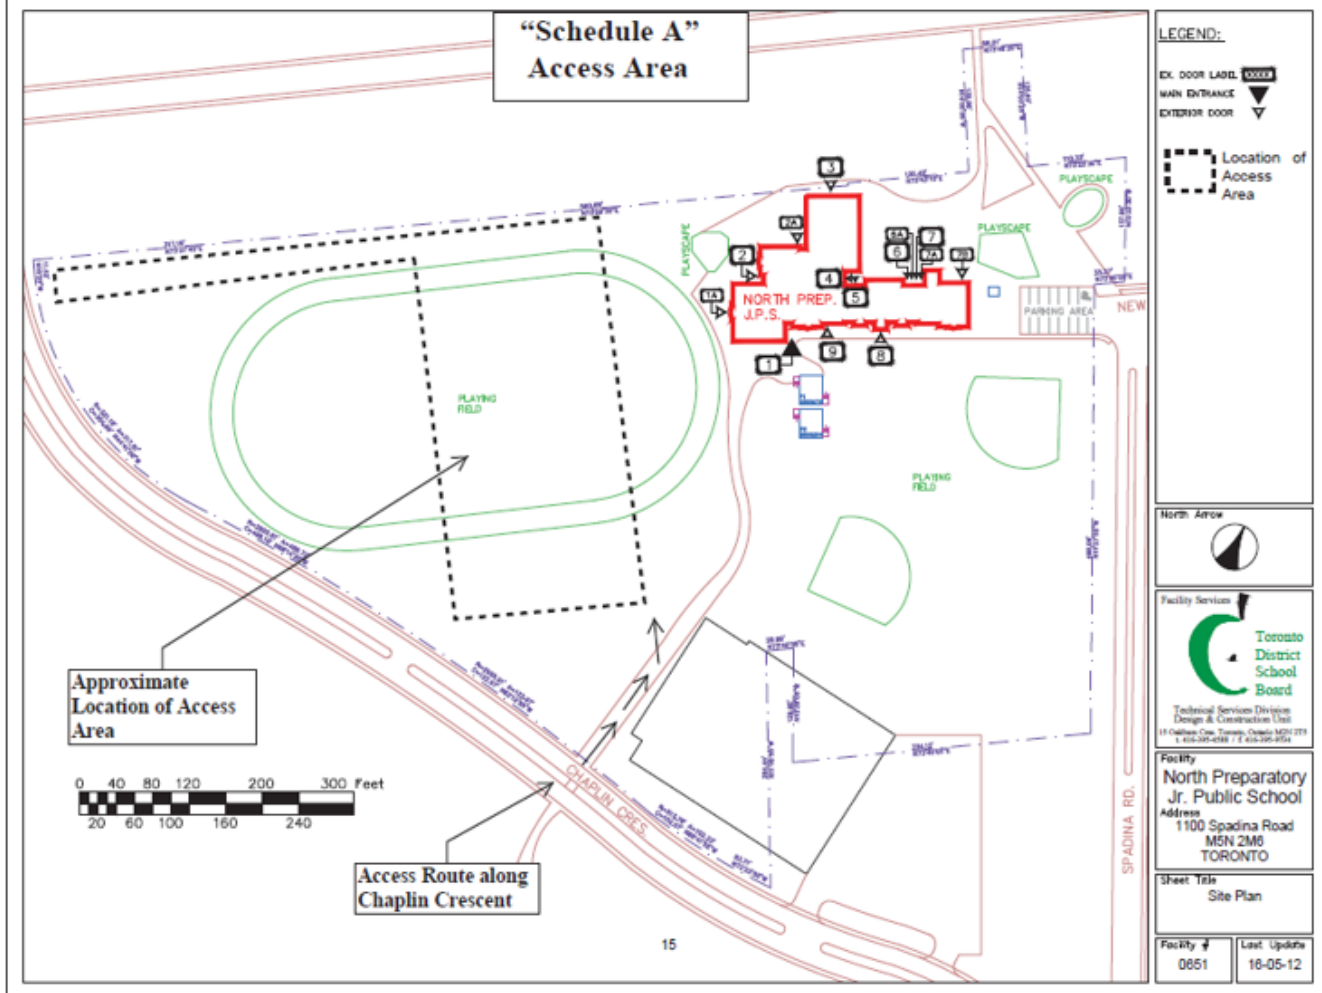 “Schedule A”
Access Area
LEGEND:
EX. DOOR LABEL XXXX
MAIN ENTRANCE
EXTERIOR DOOR
Location of
Access
Area
PLAYSCAPE
PLAYSCAPE
PLAYSCAPE
3
2A
2
1A
4
5
6A
6
7
7A
7B
NORTH PREP.
J.P.S.
1
9
8
PARKING AREA
NEW
PLAYING
FIELD
PLAYING
FIELD
Approximate
Location of Access
Area
0 40 80 120 200 300 Feet
20 60 100 160 240
CHAPLIN CRES.
SPADINA RD.
Access Route along
Chaplin Crescent
15
North Arrow
Facility Services
Toronto
District
School
Board
Technical Services Division
Design & Construction Unit
Facility
North Preparatory
Jr. Public School
Address
1100 Spadina Road
M5N 2M6
TORONTO
Sheet Title
Site Plan
Facility #
0651
Last Update
16-05-12